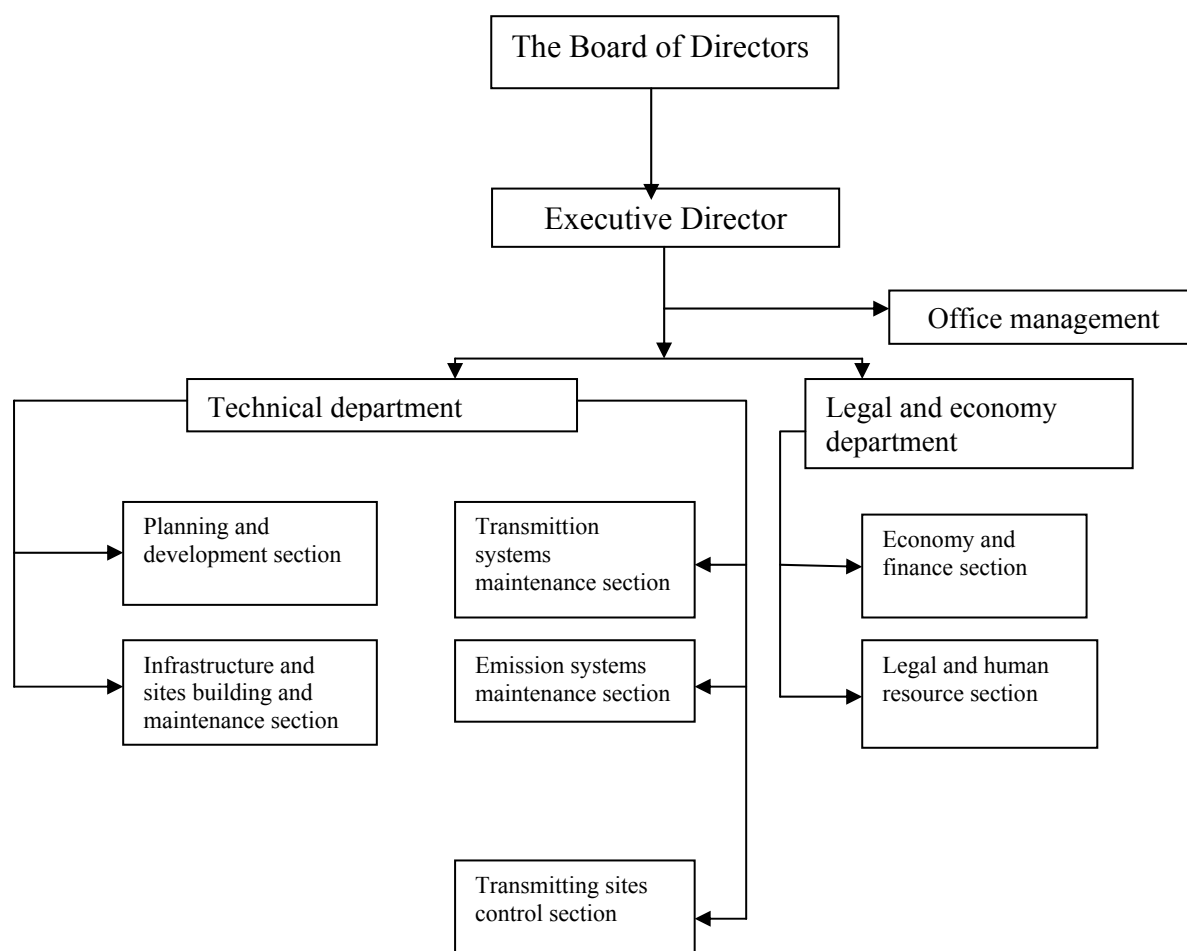 The Board of Directors
Executive Director
Office management
Technical department
Legal and economy
department
Planning and
development section
Transmittion
systems
maintenance section
Economy and
finance section
Infrastructure and
sites building and
maintenance section
Emission systems
maintenance section
Legal and human
resource section
Transmitting sites
control section